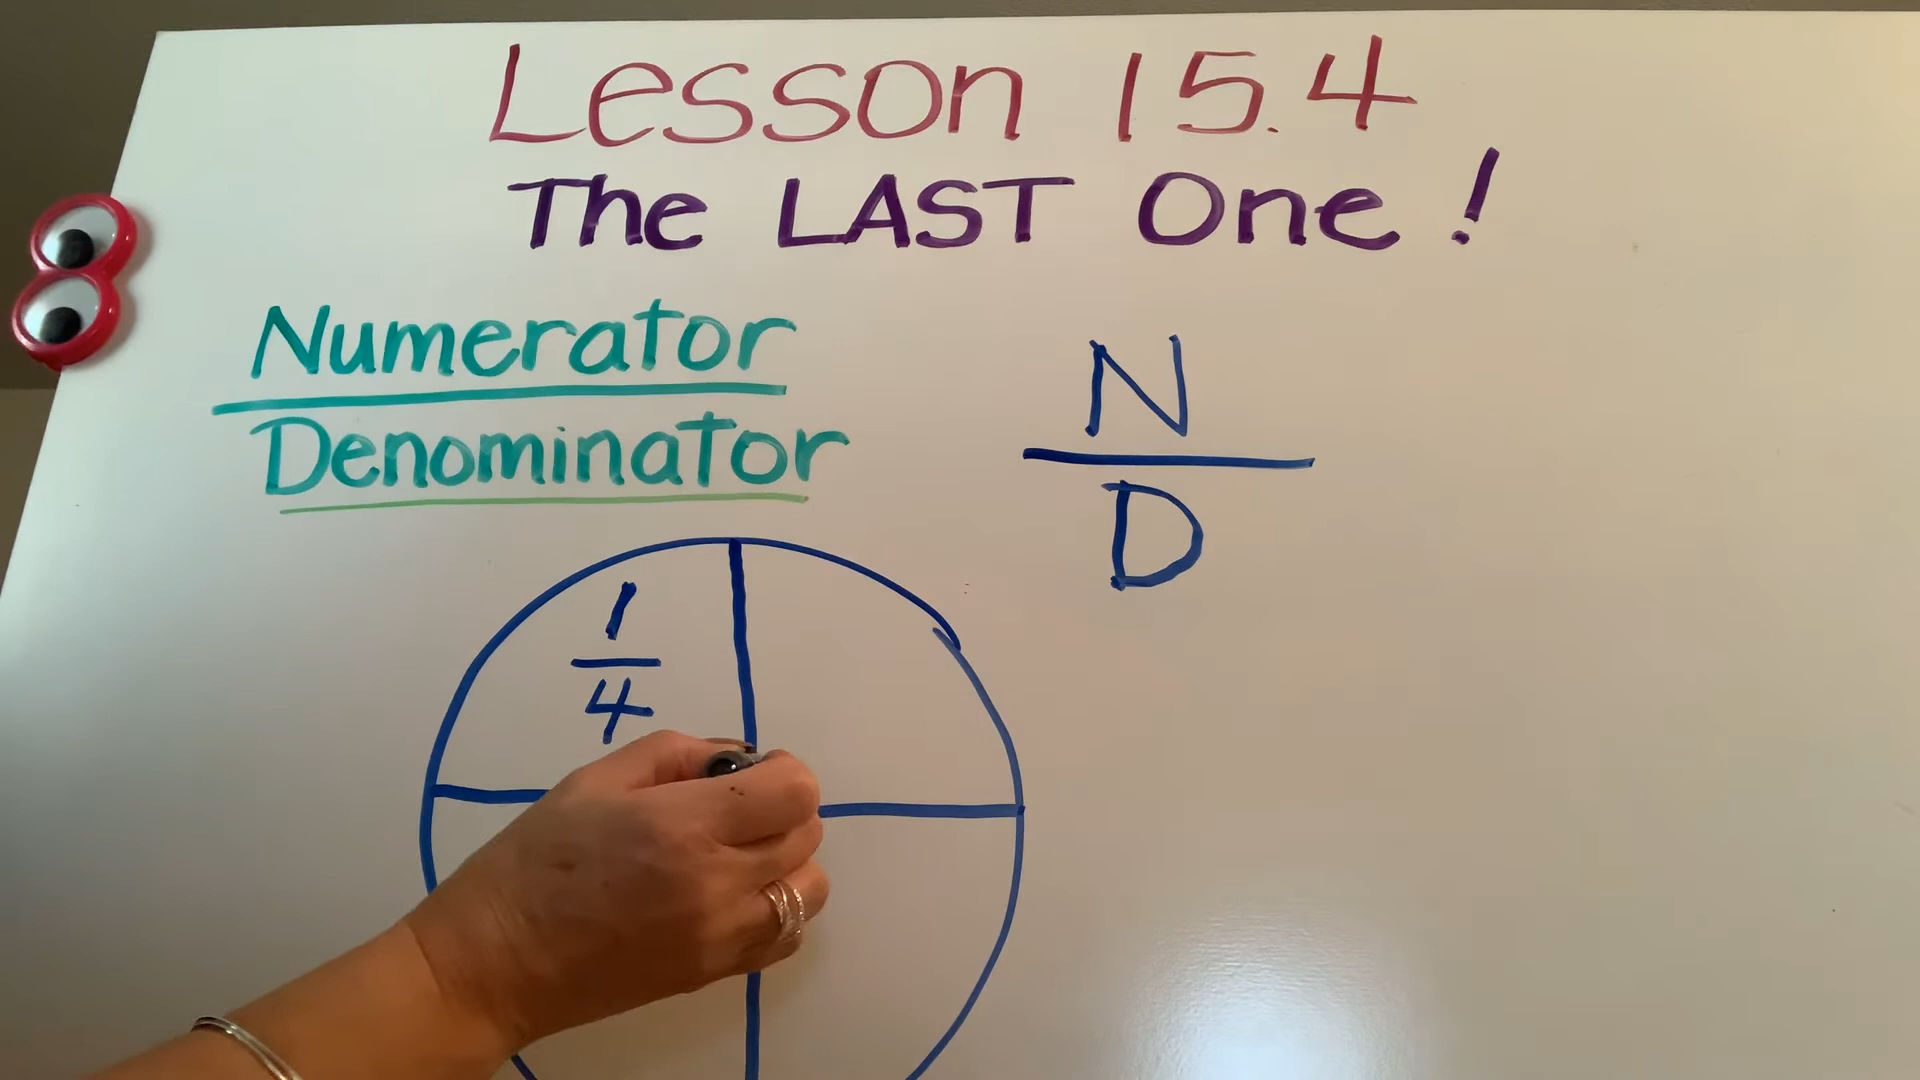 Lesson 15.4
The LAST One!
Numerator
Denominator
N
D
1
4